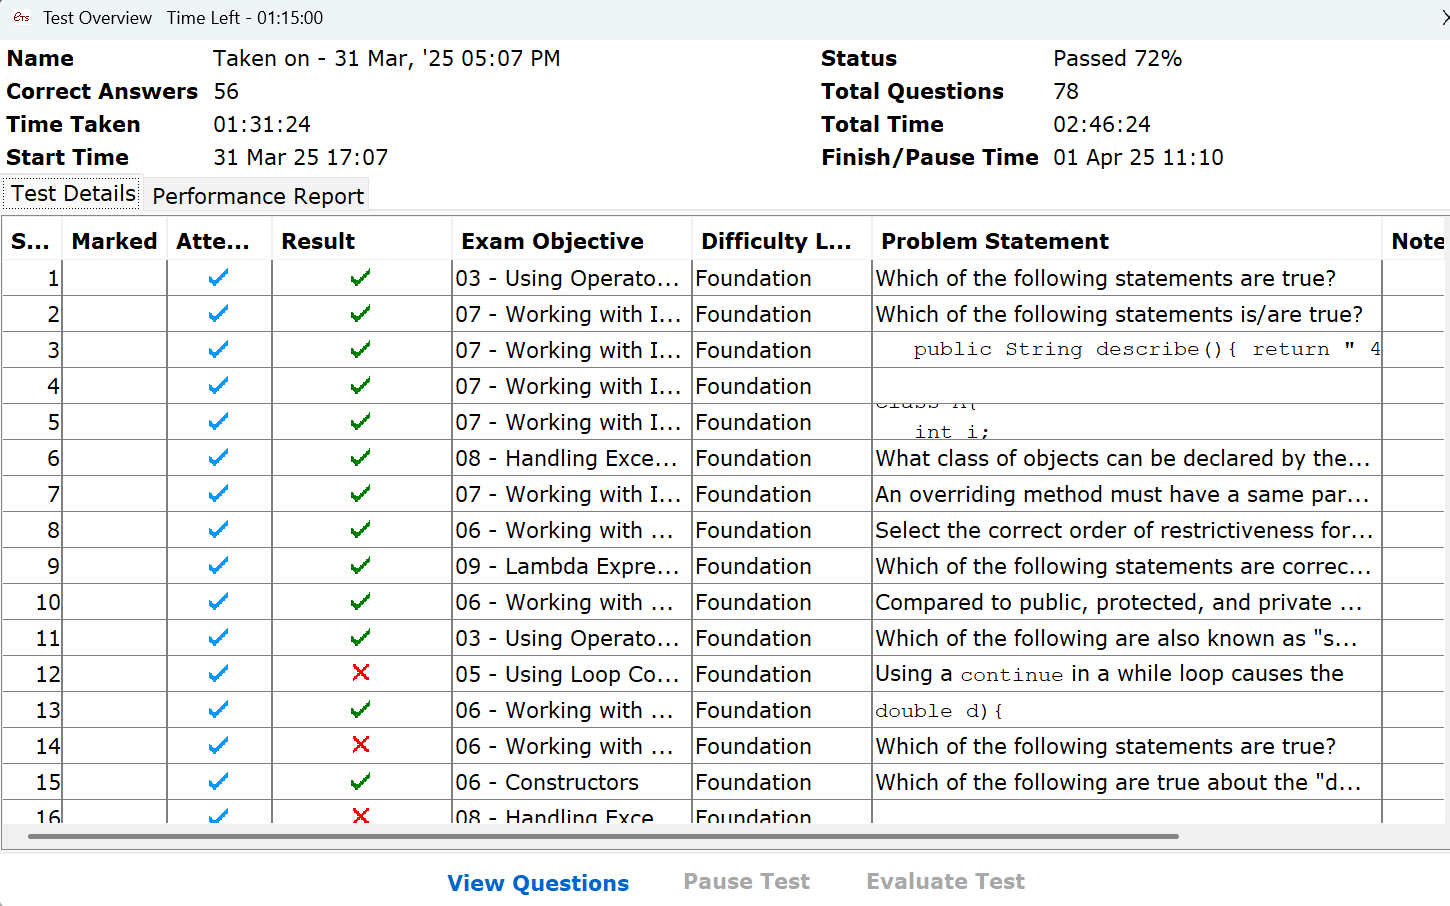 ETS Test Overview Time Left - 01:15:00
Name Taken on - 31 Mar, '25 05:07 PM Status Passed 72%
Correct Answers 56 Total Questions 78
Time Taken 01:31:24 Total Time 02:46:24
Start Time 31 Mar 25 17:07 Finish/Pause Time 01 Apr 25 11:10
Test Details Performance Report
S... Marked Atte... Result Exam Objective Difficulty L... Problem Statement Note
1 03 - Using Operato... Foundation Which of the following statements are true?
2 07 - Working with I... Foundation Which of the following statements is/are true?
3 07 - Working with I... Foundation public String describe(){ return " 4
4 07 - Working with I... Foundation
5 07 - Working with I... Foundation class A{
int i;
6 08 - Handling Exce... Foundation What class of objects can be declared by the...
7 07 - Working with I... Foundation An overriding method must have a same par...
8 06 - Working with ... Foundation Select the correct order of restrictiveness for...
9 09 - Lambda Expre... Foundation Which of the following statements are correc...
10 06 - Working with ... Foundation Compared to public, protected, and private ...
11 03 - Using Operato... Foundation Which of the following are also known as "s...
12 05 - Using Loop Co... Foundation Using a continue in a while loop causes the
13 06 - Working with ... Foundation double d){
14 06 - Working with ... Foundation Which of the following statements are true?
15 06 - Constructors Foundation Which of the following are true about the "d...
16 08 - Handling Exce Foundation
View Questions Pause Test Evaluate Test